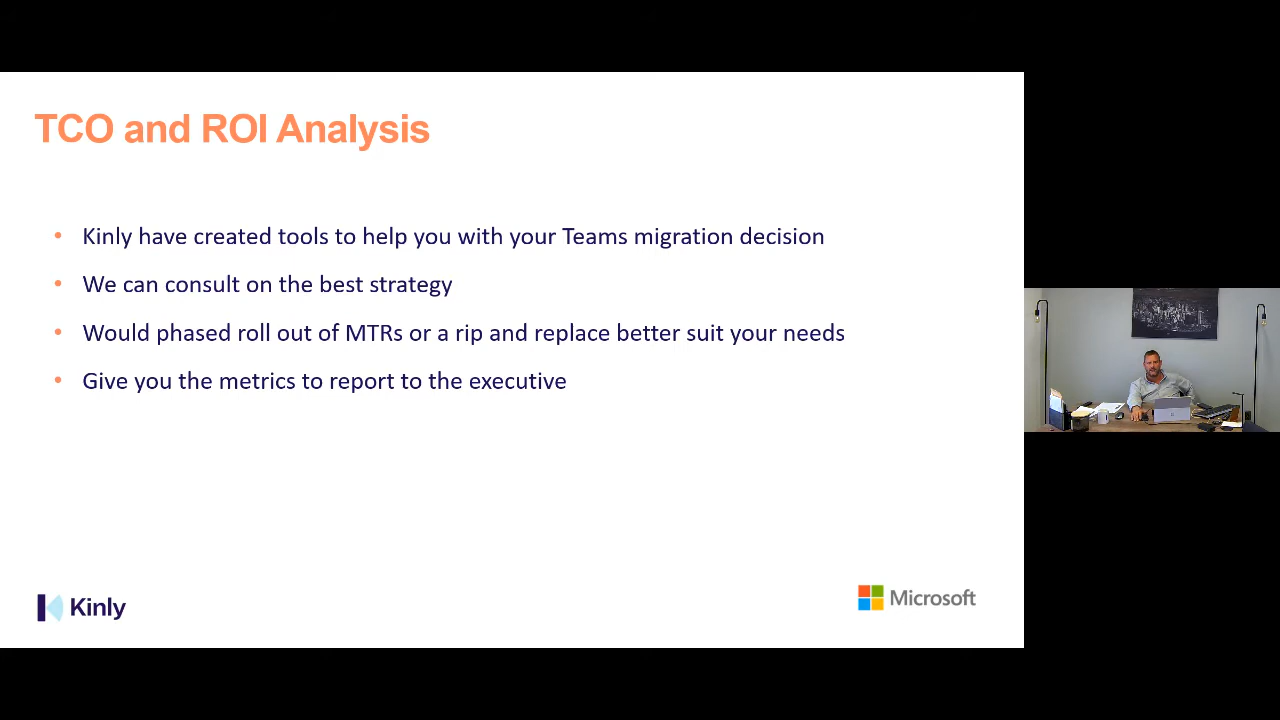 TCO and ROI Analysis
• Kinly have created tools to help you with your Teams migration decision
• We can consult on the best strategy
• Would phased roll out of MTRs or a rip and replace better suit your needs
• Give you the metrics to report to the executive
Kinly
Microsoft